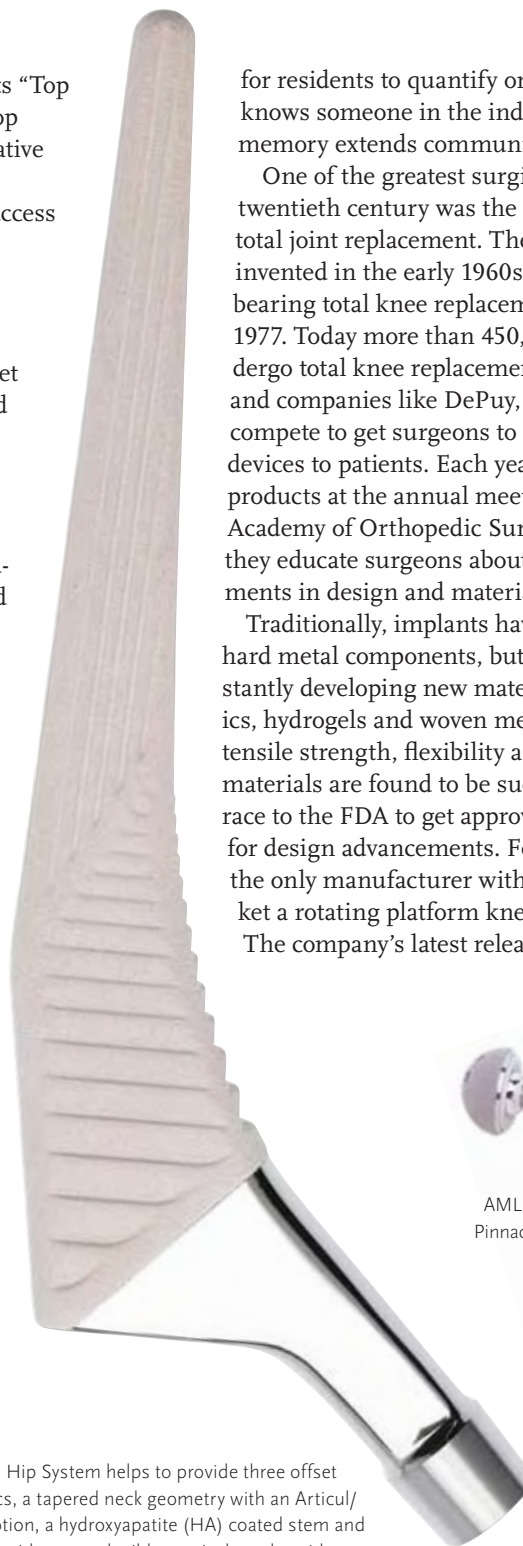 s “Top
op
ative
ccess
et
d
d
for residents to quantify or
knows someone in the ind
memory extends commun
One of the greatest surgi
twentieth century was the
total joint replacement. The
invented in the early 1960s
bearing total knee replacem
1977. Today more than 450,
dergo total knee replacemen
and companies like DePuy,
compete to get surgeons to
devices to patients. Each yea
products at the annual meet
Academy of Orthopedic Sur
they educate surgeons about
ments in design and materia
Traditionally, implants hav
hard metal components, but
stantly developing new mate
ics, hydrogels and woven me
tensile strength, flexibility a
materials are found to be suc
race to the FDA to get approv
for design advancements. Fo
the only manufacturer with
ket a rotating platform knee
The company’s latest relea
AML
Pinnac
Hip System helps to provide three offset
cs, a tapered neck geometry with an Articul/
otion, a hydroxyapatite (HA) coated stem and